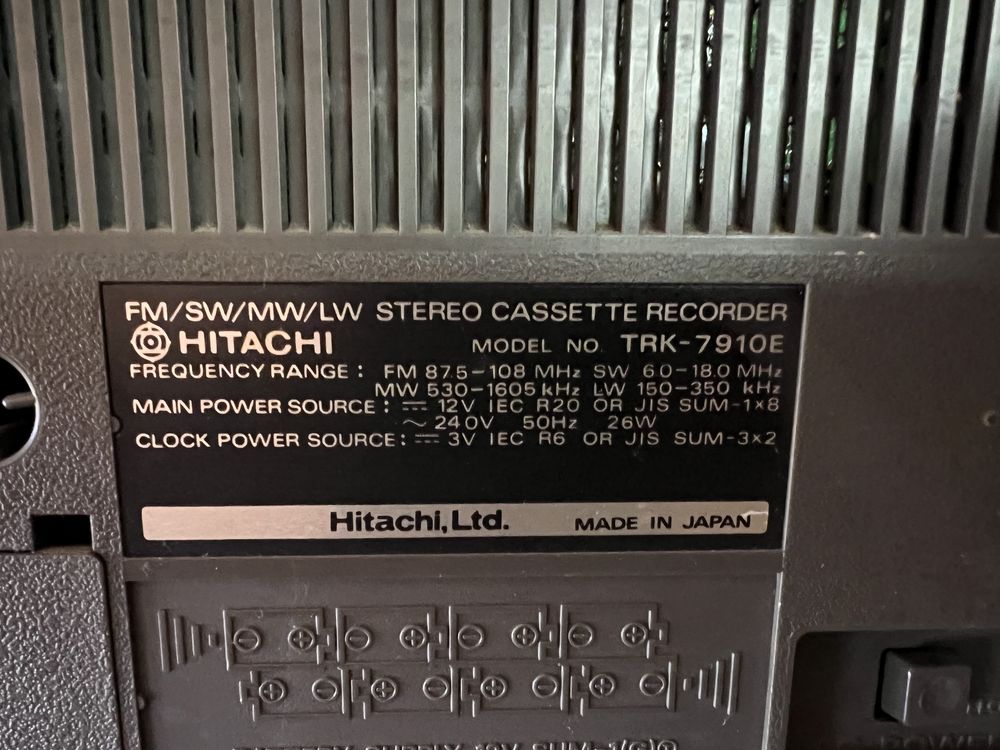 FM/SW/MW/LW STEREO CASSETTE RECORDER
HITACHI MODEL NO. TRK-7910E
FREQUENCY RANGE : FM 87.5-108 MHz SW 6.0-18.0 MHz
MW 530-1605 kHz LW 150-350 kHz
MAIN POWER SOURCE : ⎓ 12V IEC R20 OR JIS SUM-1×8
～ 240V 50Hz 26W
CLOCK POWER SOURCE : ⎓ 3V IEC R6 OR JIS SUM-3×2
Hitachi, Ltd. MADE IN JAPAN
⊖ ⊕ ⊖ ⊕ ⊖ ⊕ ⊖ ⊕
⊕ ⊖ ⊕ ⊖ ⊕ ⊖ ⊕ ⊖
BATTERY SUPPLY 12V